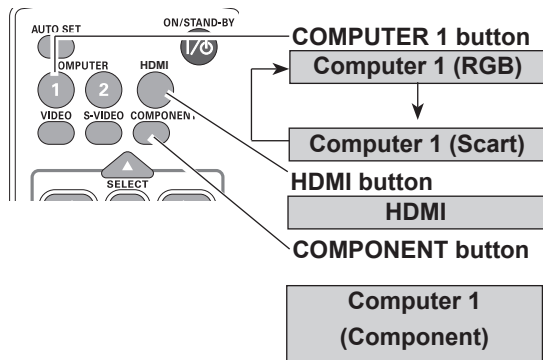 AUTO SET
ON/STAND-BY
I/⏻
COMPUTER
HDMI
1
2
VIDEO
S-VIDEO
COMPONENT
SELECT
COMPUTER 1 button
Computer 1 (RGB)
Computer 1 (Scart)
HDMI button
HDMI
COMPONENT button
Computer 1
(Component)